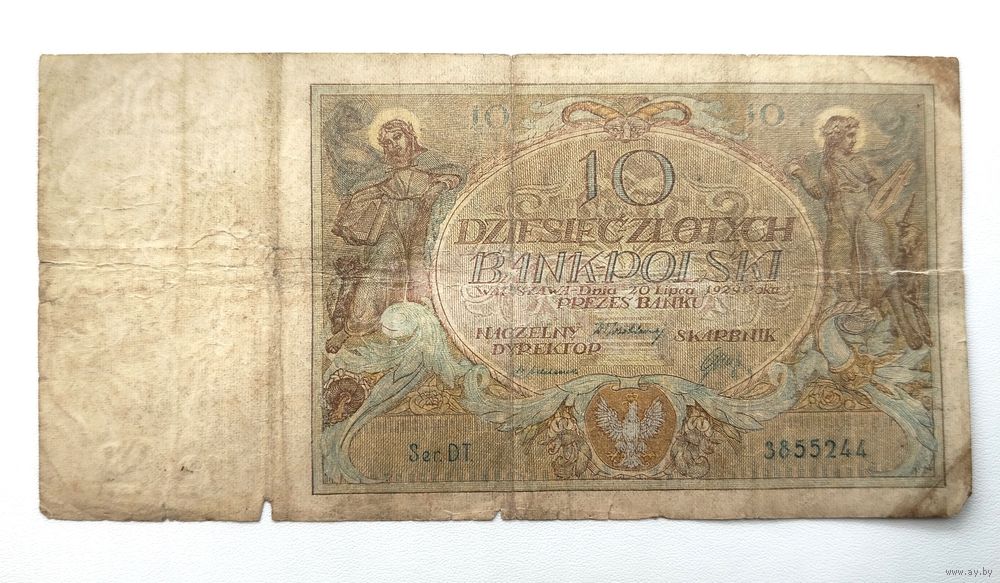 10 10
10
DZIESIĘĆ ZŁOTYCH
BANK POLSKI
WARSZAWA Dnia 20 Lipca 1929 Roku
PREZES BANKU
NACZELNY SKARBNIK
DYREKTOR
Ser. DT. 3855244
www.ay.by